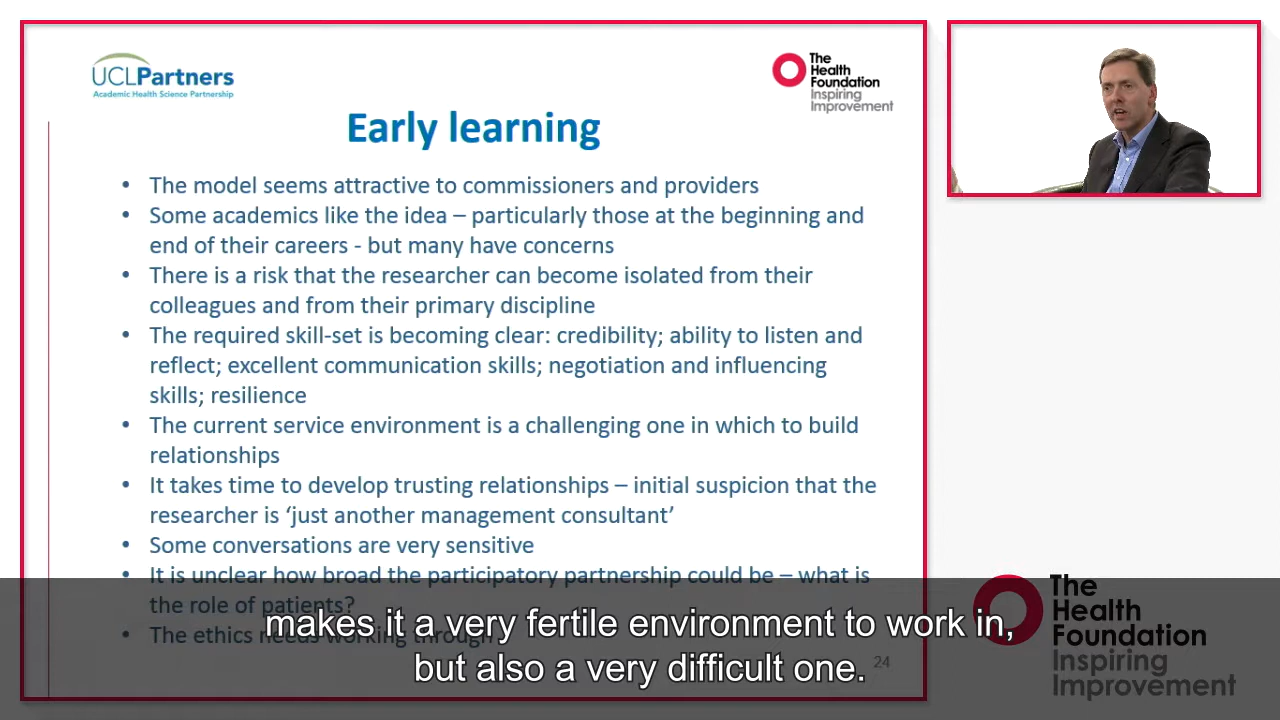 UCLPartners
Academic Health Science Partnership
The
Health
Foundation
Inspiring
Improvement
Early learning
• The model seems attractive to commissioners and providers
• Some academics like the idea – particularly those at the beginning and
end of their careers - but many have concerns
• There is a risk that the researcher can become isolated from their
colleagues and from their primary discipline
• The required skill-set is becoming clear: credibility; ability to listen and
reflect; excellent communication skills; negotiation and influencing
skills; resilience
• The current service environment is a challenging one in which to build
relationships
• It takes time to develop trusting relationships – initial suspicion that the
researcher is ‘just another management consultant’
• Some conversations are very sensitive
• It is unclear how broad the participatory partnership could be – what is
the role of patients?
• The ethics needs working through
24
makes it a very fertile environment to work in,
but also a very difficult one.
The
Health
Foundation
Inspiring
Improvement